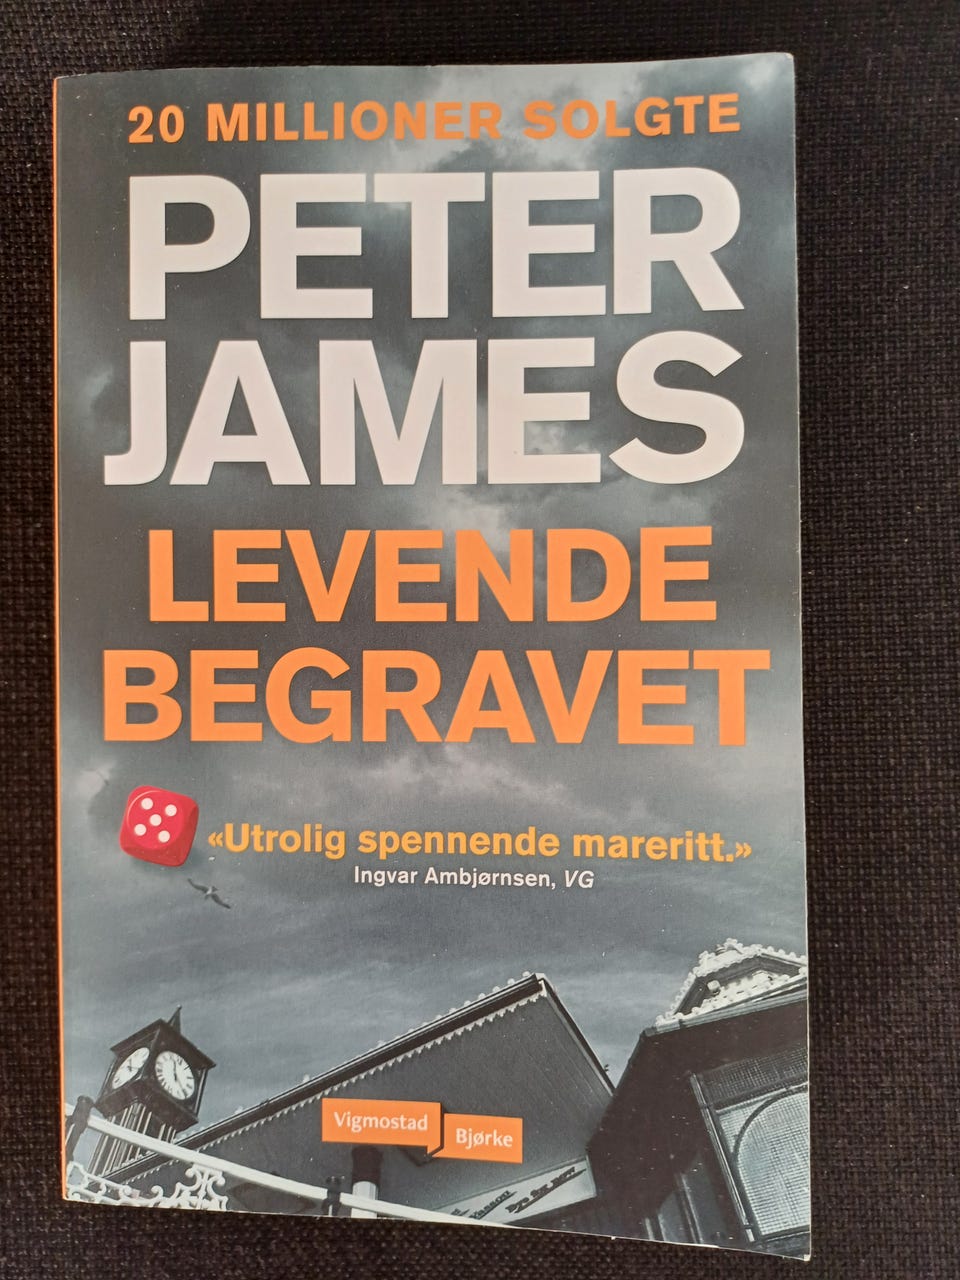 20 MILLIONER SOLGTE
PETER
JAMES
LEVENDE
BEGRAVET
«Utrolig spennende mareritt.»
Ingvar Ambjørnsen, VG
Vigmostad
Bjørke